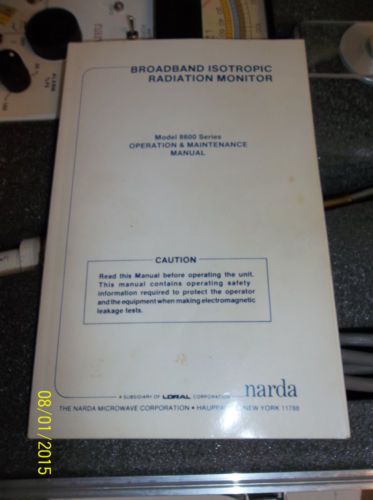 BROADBAND ISOTROPIC
RADIATION MONITOR
Model 8600 Series
OPERATION & MAINTENANCE
MANUAL
CAUTION
Read this Manual before operating the unit.
This manual contains operating safety
information required to protect the operator
and the equipment when making electromagnetic
leakage tests.
A SUBSIDIARY OF LORAL CORPORATION
narda
THE NARDA MICROWAVE CORPORATION • HAUPPAUGE, NEW YORK 11788
08/01/2015